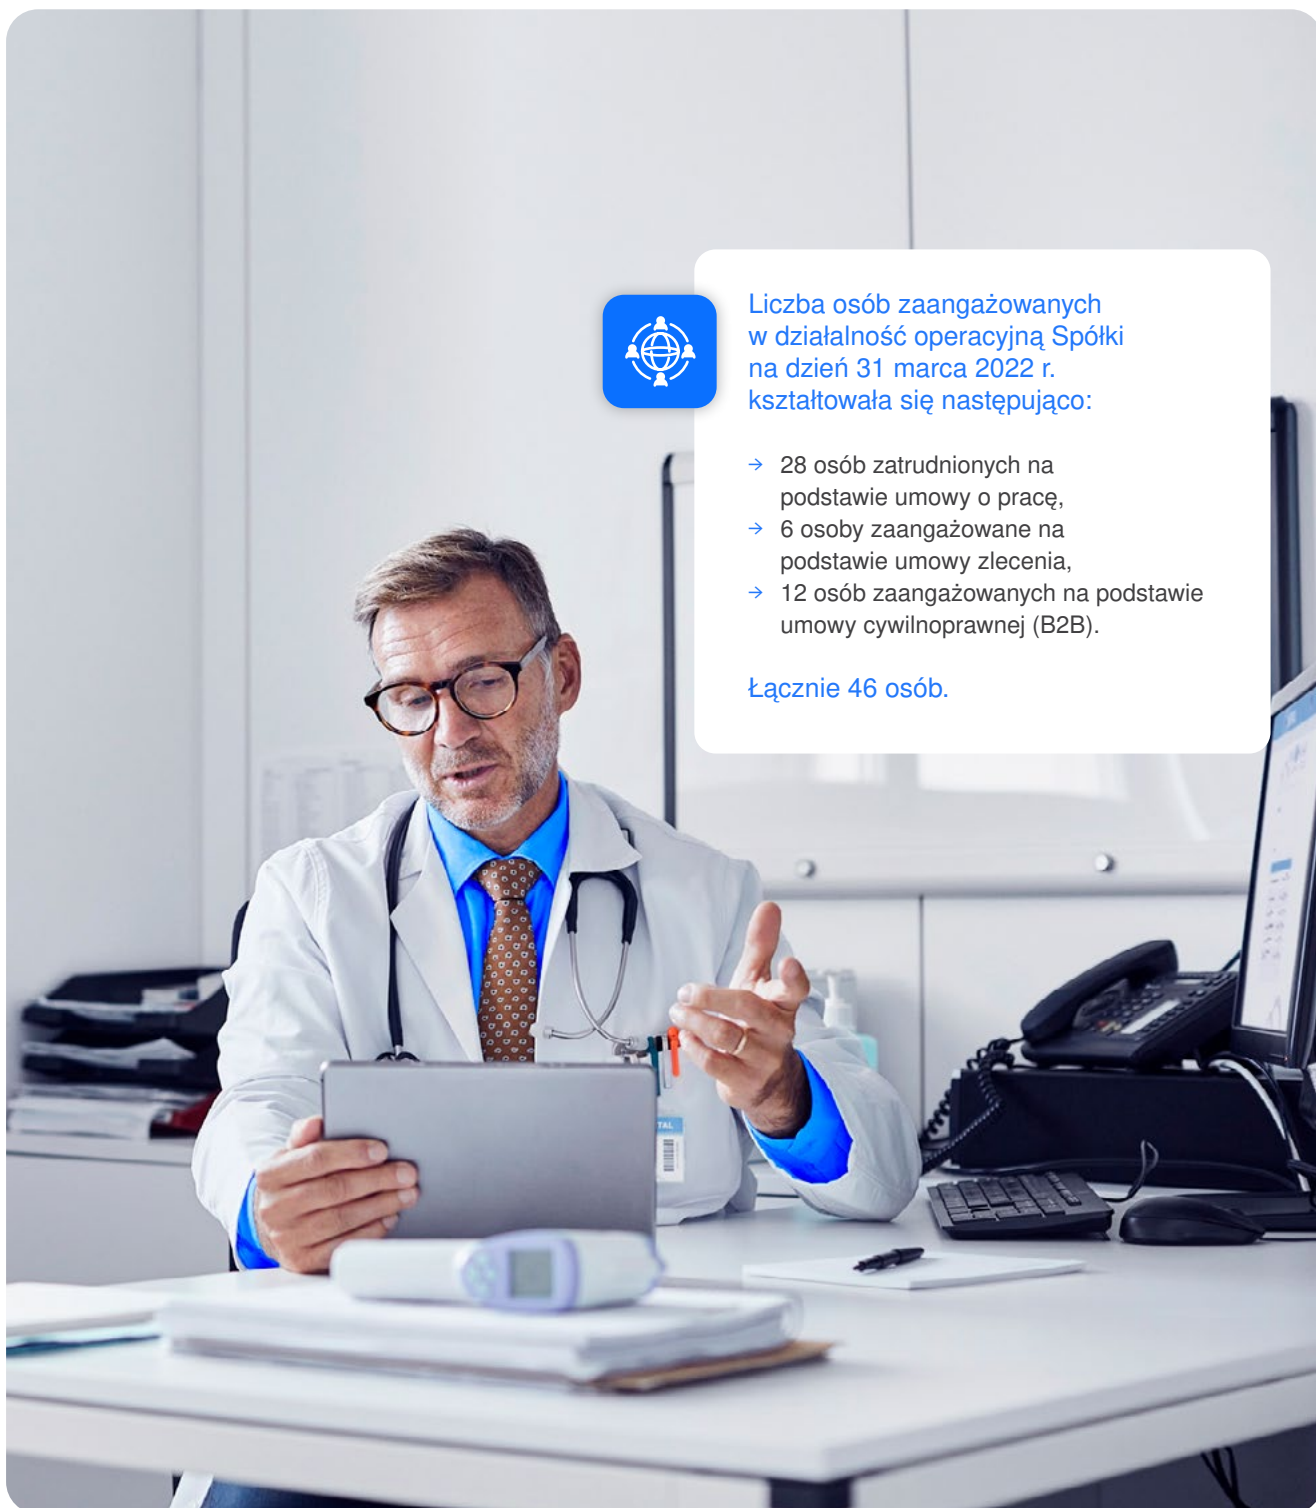 Liczba osób zaangażowanych
w działalność operacyjną Spółki
na dzień 31 marca 2022 r.
kształtowała się następująco:
→ 28 osób zatrudnionych na
podstawie umowy o pracę,
→ 6 osoby zaangażowane na
podstawie umowy zlecenia,
→ 12 osób zaangażowanych na podstawie
umowy cywilnoprawnej (B2B).
Łącznie 46 osób.
TAL